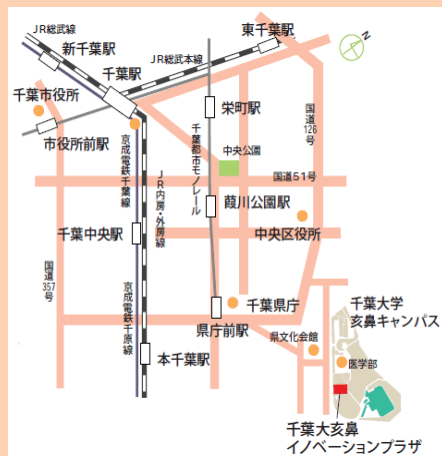 JR総武線
新千葉駅
千葉駅
JR総武本線
東千葉駅
N
千葉市役所
市役所前駅
栄町駅
国道126号
中央公園
国道51号
京成電鉄千葉線
JR内房・外房線
千葉都市モノレール
葭川公園駅
千葉中央駅
中央区役所
国道357号
京成電鉄千原線
千葉県庁
県庁前駅
県文化会館
千葉大学
亥鼻キャンパス
本千葉駅
医学部
千葉大亥鼻
イノベーションプラザ